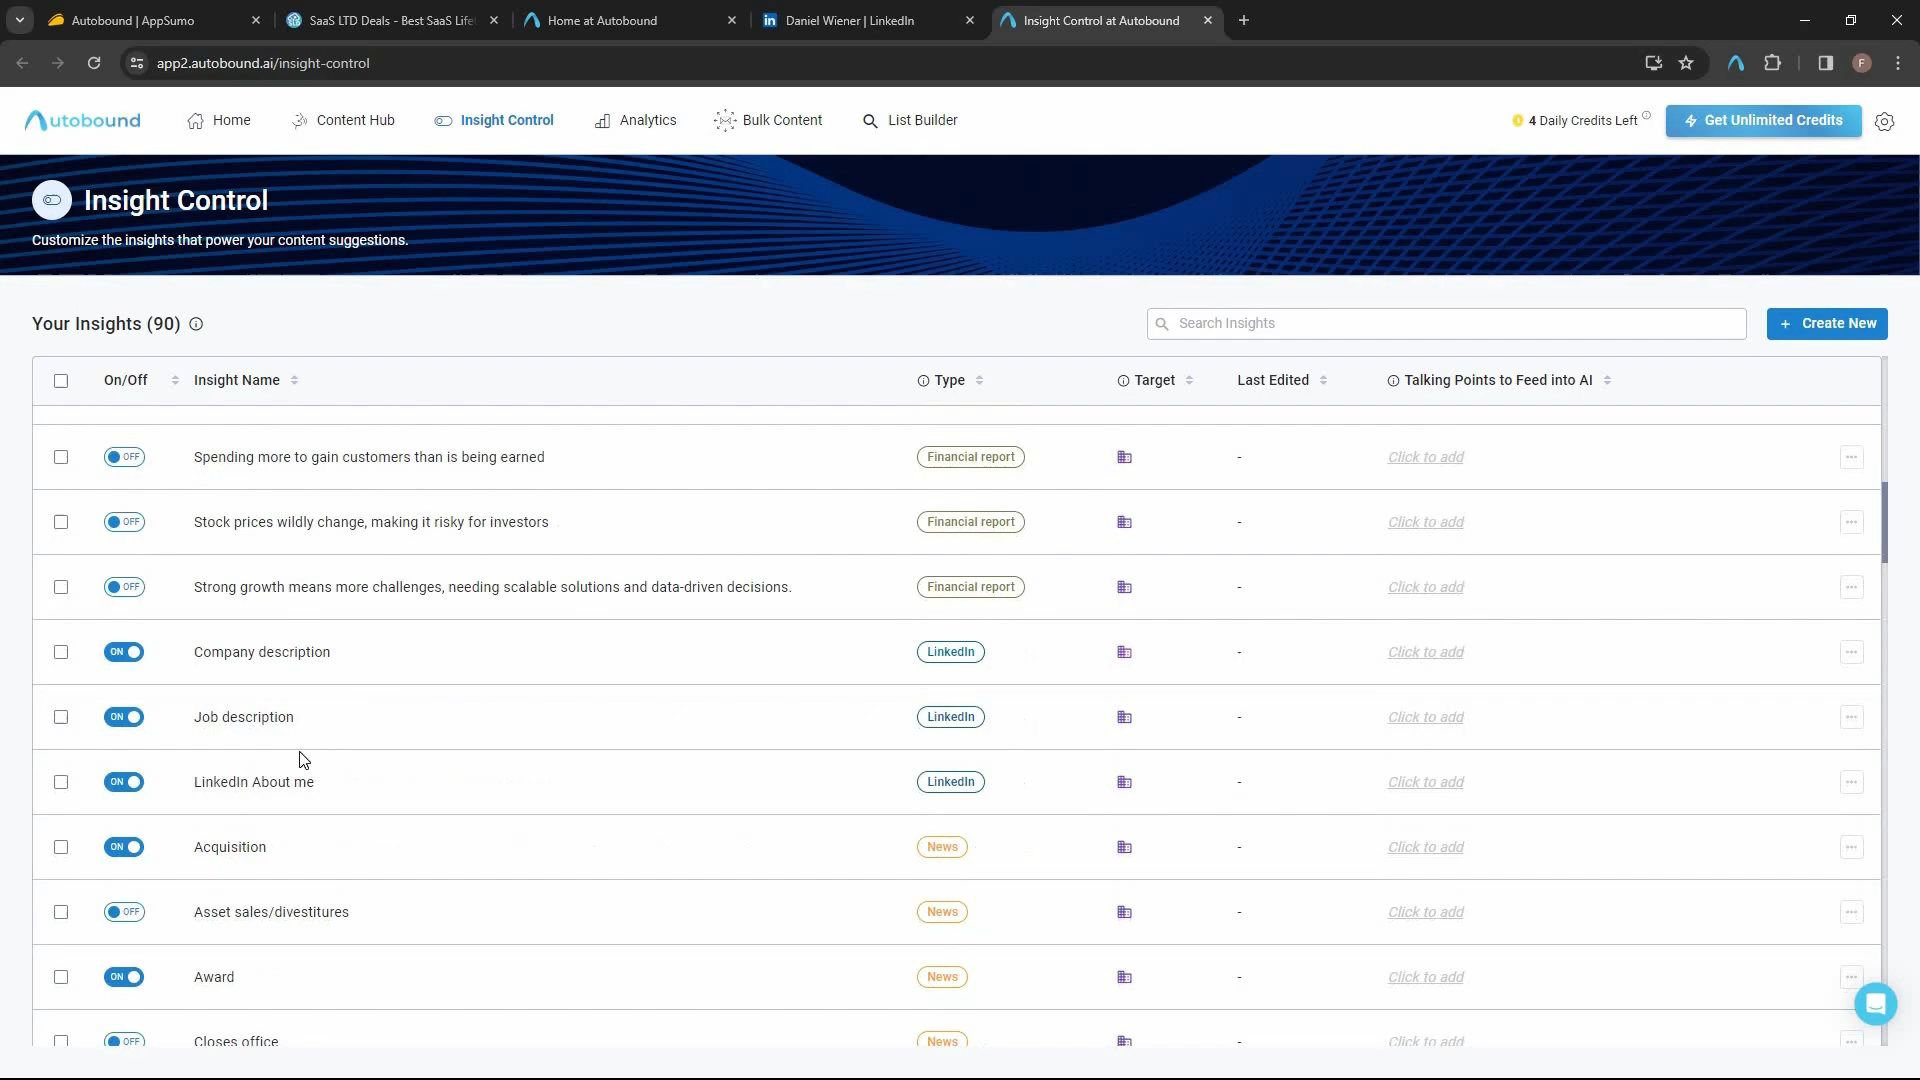 Autobound | AppSumo
SaaS LTD Deals - Best SaaS Life
Home at Autobound
Daniel Wiener | LinkedIn
Insight Control at Autobound
app2.autobound.ai/insight-control
F
Autobound
Home
Content Hub
Insight Control
Analytics
Bulk Content
List Builder
4 Daily Credits Left
Get Unlimited Credits
Insight Control
Customize the insights that power your content suggestions.
Your Insights (90)
Search Insights
+ Create New
On/Off Insight Name Type Target Last Edited Talking Points to Feed into AI
OFF Spending more to gain customers than is being earned Financial report - Click to add
OFF Stock prices wildly change, making it risky for investors Financial report - Click to add
OFF Strong growth means more challenges, needing scalable solutions and data-driven decisions. Financial report - Click to add
ON Company description LinkedIn - Click to add
ON Job description LinkedIn - Click to add
ON LinkedIn About me LinkedIn - Click to add
ON Acquisition News - Click to add
OFF Asset sales/divestitures News - Click to add
ON Award News - Click to add
OFF Closes office News - Click to add